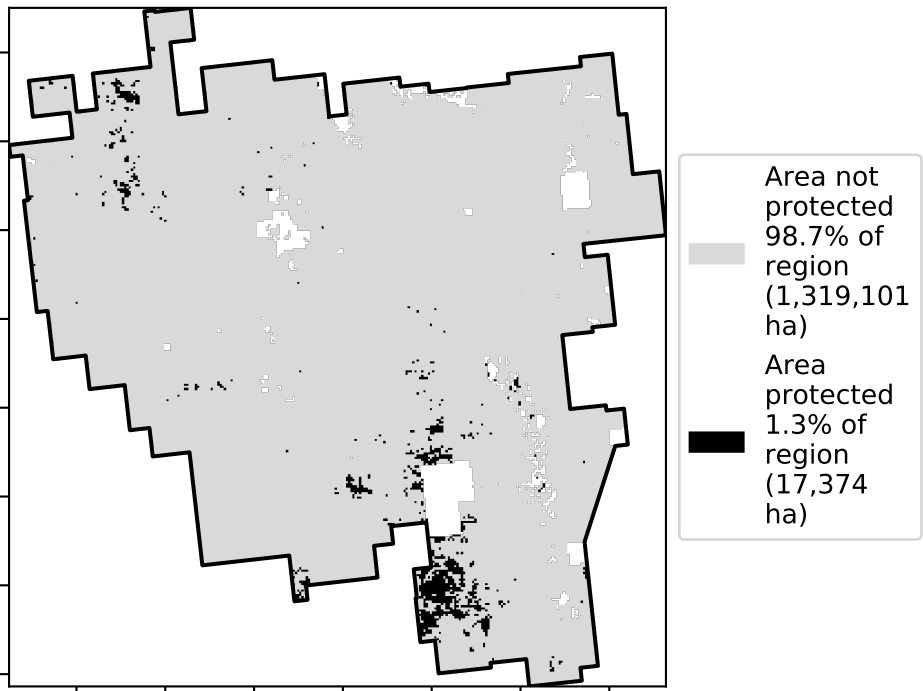 Area not
protected
98.7% of
region
(1,319,101
ha)
Area
protected
1.3% of
region
(17,374
ha)